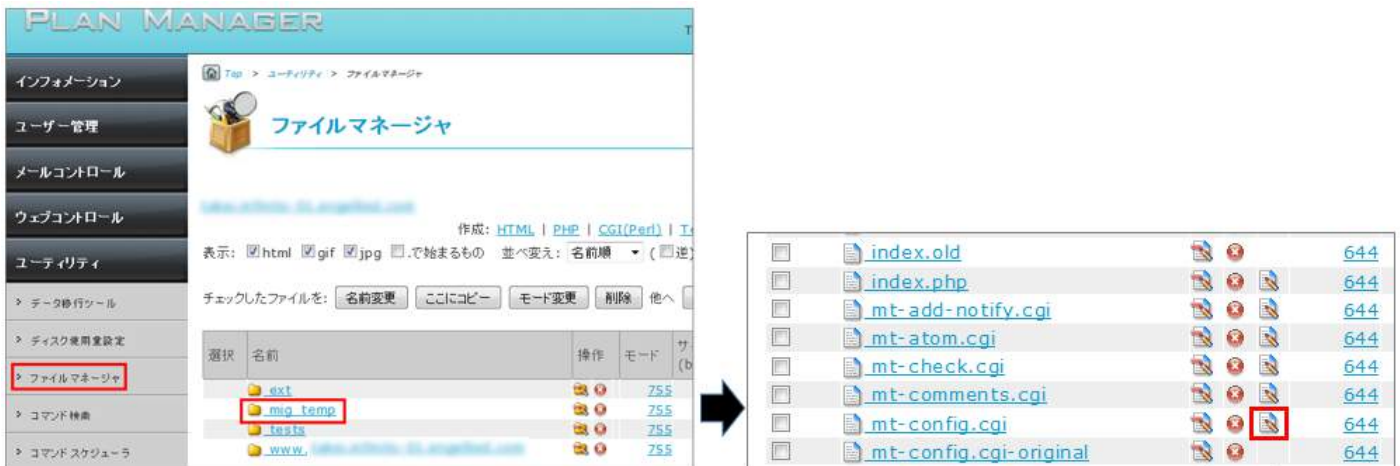 PLAN MANAGER
インフォメーション
ユーザー管理
メールコントロール
ウェブコントロール
ユーティリティ
データ移行ツール
ディスク使用量設定
ファイルマネージャ
コマンド検索
コマンドスケジューラ
Top > ユーティリティ > ファイルマネージャ
ファイルマネージャ
作成: HTML | PHP | CGI(Perl) | Te
表示: html gif jpg .で始まるもの 並べ変え: 名前順 ( 逆)
チェックしたファイルを: 名前変更 ここにコピー モード変更 削除 他へ
選択 名前 操作 モード サ (b
ext 755
mig_temp 755
tests 755
www. 755
index.old 644
index.php 644
mt-add-notify.cgi 644
mt-atom.cgi 644
mt-check.cgi 644
mt-comments.cgi 644
mt-config.cgi 644
mt-config.cgi-original 644